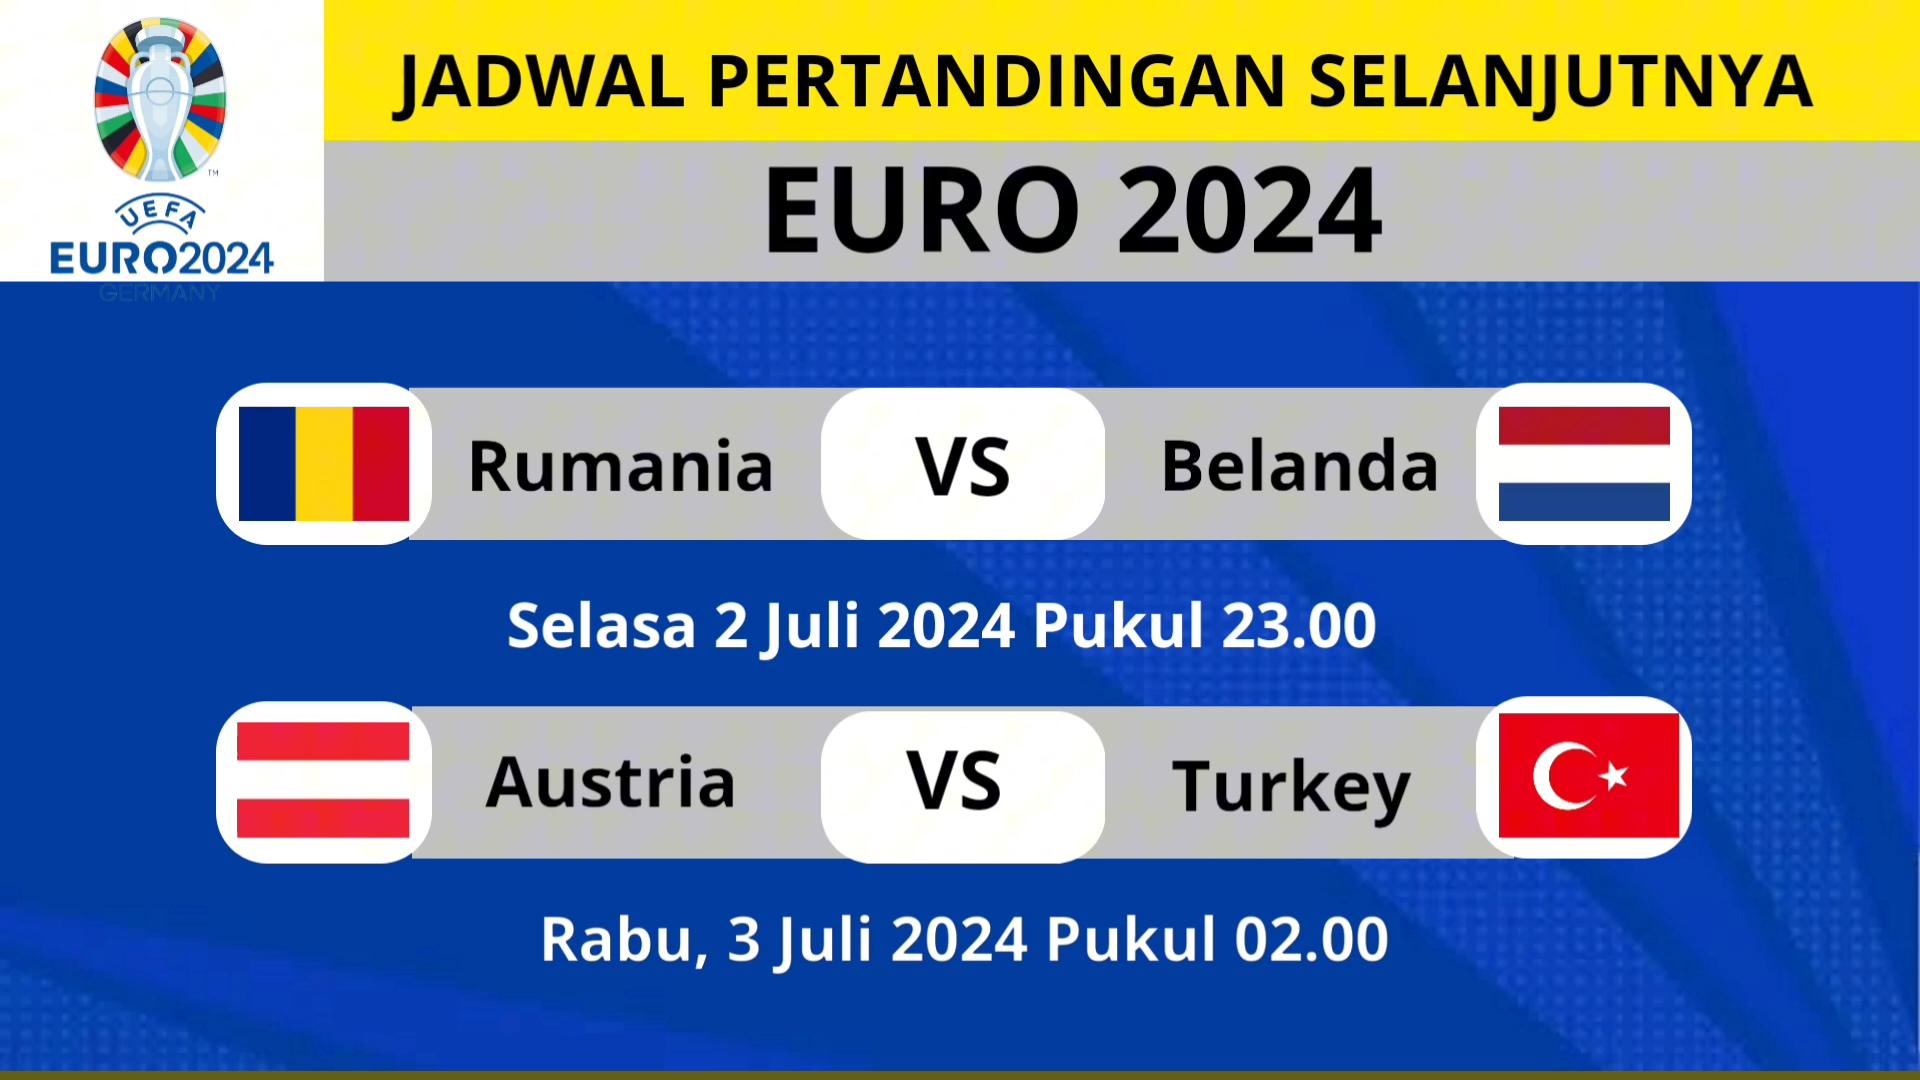 JADWAL PERTANDINGAN SELANJUTNYA
EURO 2024
TM
UEFA
EURO2024
GERMANY
Rumania VS Belanda
Selasa 2 Juli 2024 Pukul 23.00
Austria VS Turkey
Rabu, 3 Juli 2024 Pukul 02.00